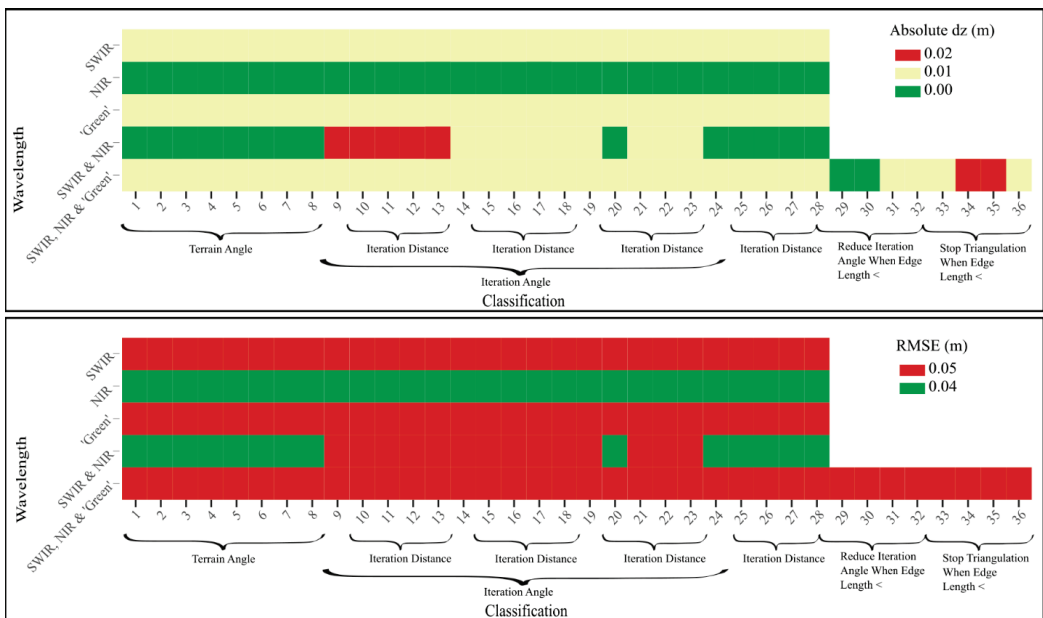 Absolute dz (m)
0.02
0.01
0.00
Wavelength
SWIR
NIR
'Green'
SWIR & NIR
SWIR, NIR & 'Green'
1 2 3 4 5 6 7 8 9 10 11 12 13 14 15 16 17 18 19 20 21 22 23 24 25 26 27 28 29 30 31 32 33 34 35 36
Terrain Angle
Iteration Distance
Iteration Distance
Iteration Distance
Iteration Distance
Reduce Iteration
Angle When Edge
Length <
Stop Triangulation
When Edge
Length <
Iteration Angle
Classification
RMSE (m)
0.05
0.04
Wavelength
SWIR
NIR
'Green'
SWIR & NIR
SWIR, NIR & 'Green'
1 2 3 4 5 6 7 8 9 10 11 12 13 14 15 16 17 18 19 20 21 22 23 24 25 26 27 28 29 30 31 32 33 34 35 36
Terrain Angle
Iteration Distance
Iteration Distance
Iteration Distance
Iteration Distance
Reduce Iteration
Angle When Edge
Length <
Stop Triangulation
When Edge
Length <
Iteration Angle
Classification